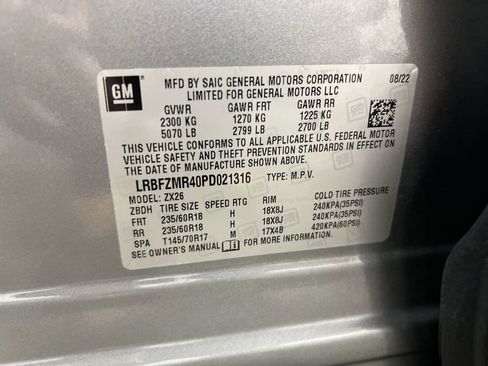 GM
MFD BY SAIC GENERAL MOTORS CORPORATION 08/22
LIMITED FOR GENERAL MOTORS LLC
GVWR GAWR FRT GAWR RR
2300 KG 1270 KG 1225 KG
5070 LB 2799 LB 2700 LB
THIS VEHICLE CONFORMS TO ALL APPLICABLE U.S. FEDERAL MOTOR
VEHICLE SAFETY, BUMPER, AND THEFT PREVENTION STANDARDS IN EFFECT ON
THE DATE OF MANUFACTURE SHOWN ABOVE.
LRBFZMR40PD021316 TYPE: M.P.V.
MODEL: ZX26
ZBDH TIRE SIZE SPEED RTG RIM COLD TIRE PRESSURE
FRT 235/60R18 H 18X8J 240KPA(35PSI)
RR 235/60R18 H 18X8J 240KPA(35PSI)
SPA T145/70R17 M 17X4B 420KPA(60PSI)
SEE OWNER'S MANUAL FOR MORE INFORMATION.